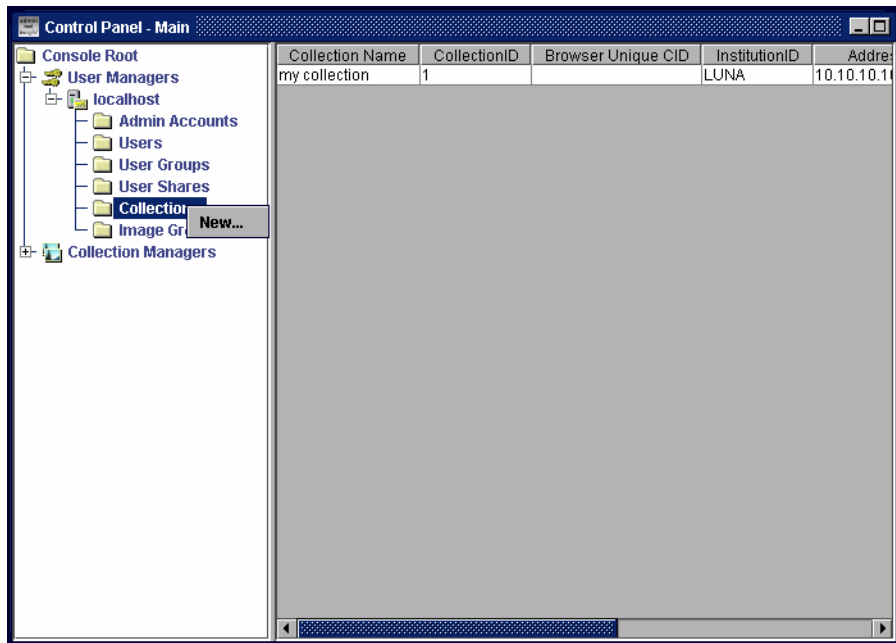 Control Panel - Main
Console Root
User Managers
localhost
Admin Accounts
Users
User Groups
User Shares
New...
Collection Managers
Collection Name CollectionID Browser Unique CID InstitutionID
my collection 1 LUNA